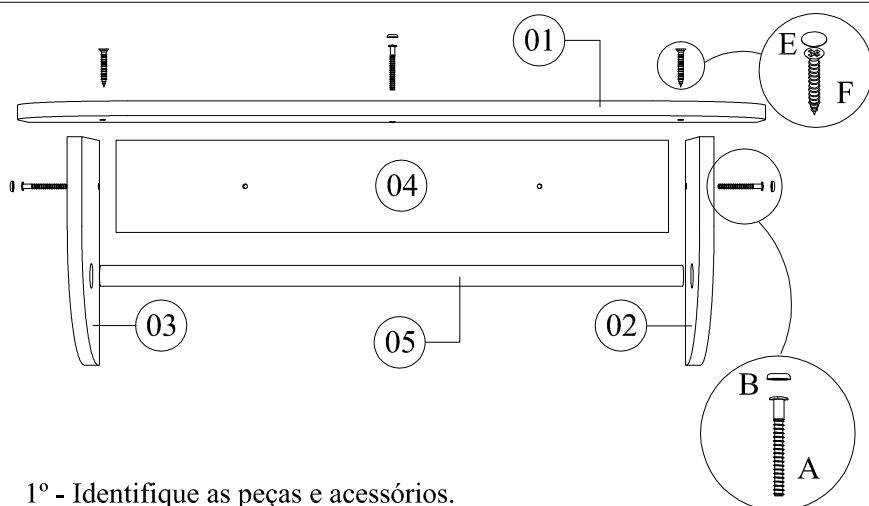 01
E
F
04
03
02
05
B
A
1º - Identifique as peças e acessórios.